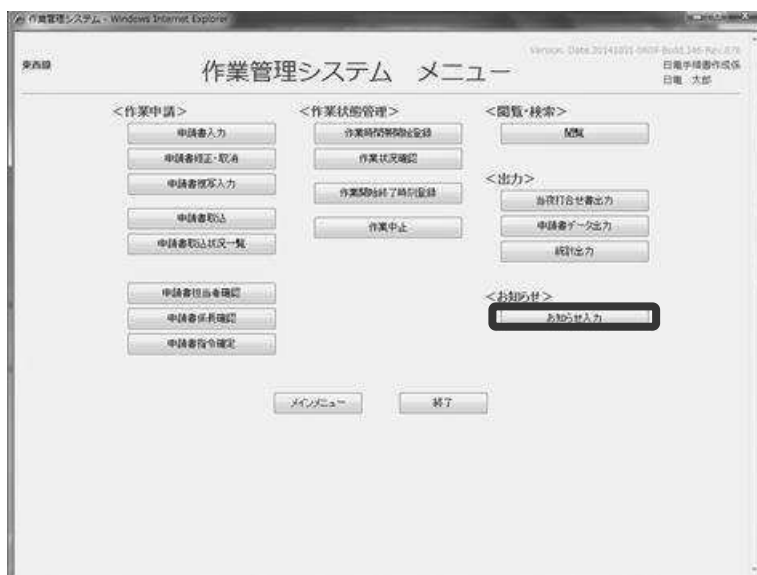 作業管理システム - Windows Internet Explorer
東西線
作業管理システム メニュー
日電手順書作成係
日電 太郎
<作業申請>
申請書入力
申請書修正・取消
申請書複写入力
申請書取込
申請書取込状況一覧
申請書担当者確認
申請書係長確認
申請書指令確定
<作業状態管理>
作業時間帯開始登録
作業状況確認
作業開始終了時刻登録
作業中止
<閲覧・検索>
閲覧
<出力>
当夜打合せ書出力
申請書データ出力
統計出力
<お知らせ>
お知らせ入力
メインメニュー
終了